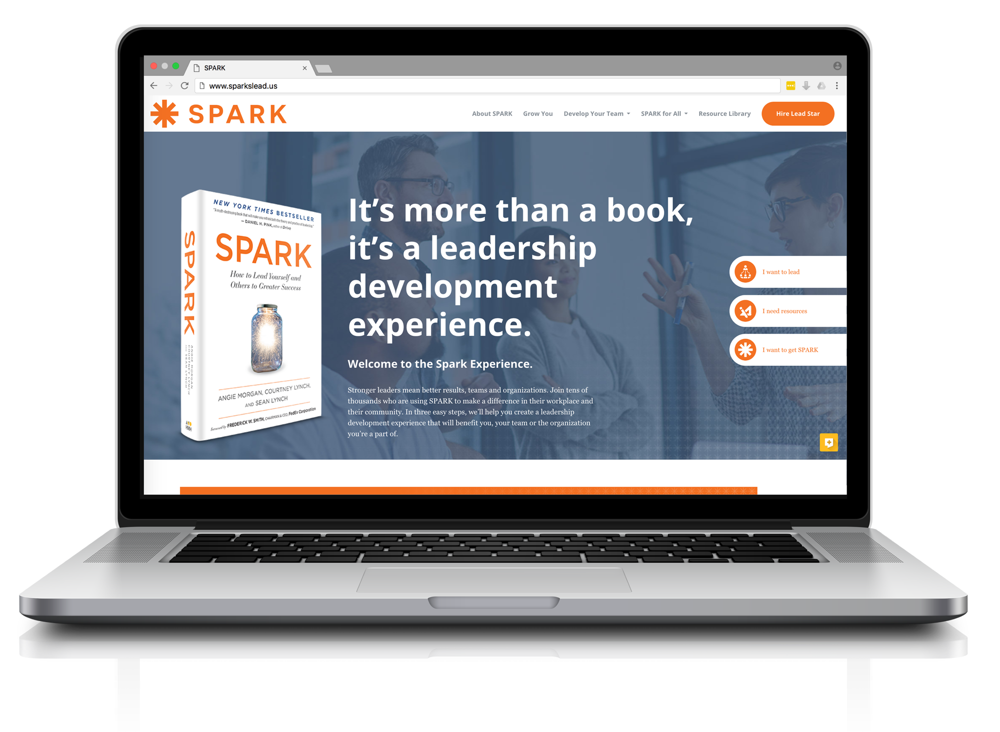 SPARK
www.sparkslead.us
SPARK
About SPARK
Grow You
Develop Your Team
SPARK for All
Resource Library
Hire Lead Star
NEW YORK TIMES BESTSELLER
"A myth-destroying book that will make you rethink both the theory and practice of leadership."
— DANIEL H. PINK, author of Drive
SPARK
How to Lead Yourself and
Others to Greater Success
ANGIE MORGAN, COURTNEY LYNCH,
AND SEAN LYNCH
Foreword by FREDERICK W. SMITH, CHAIRMAN & CEO, FedEx Corporation
SPARK
ANGIE MORGAN
COURTNEY LYNCH
AND SEAN LYNCH
HMH
It's more than a book,
it's a leadership
development
experience.
Welcome to the Spark Experience.
Stronger leaders mean better results, teams and organizations. Join tens of
thousands who are using SPARK to make a difference in their workplace and
their community. In three easy steps, we'll help you create a leadership
development experience that will benefit you, your team or the organization
you're a part of.
I want to lead
I need resources
I want to get SPARK